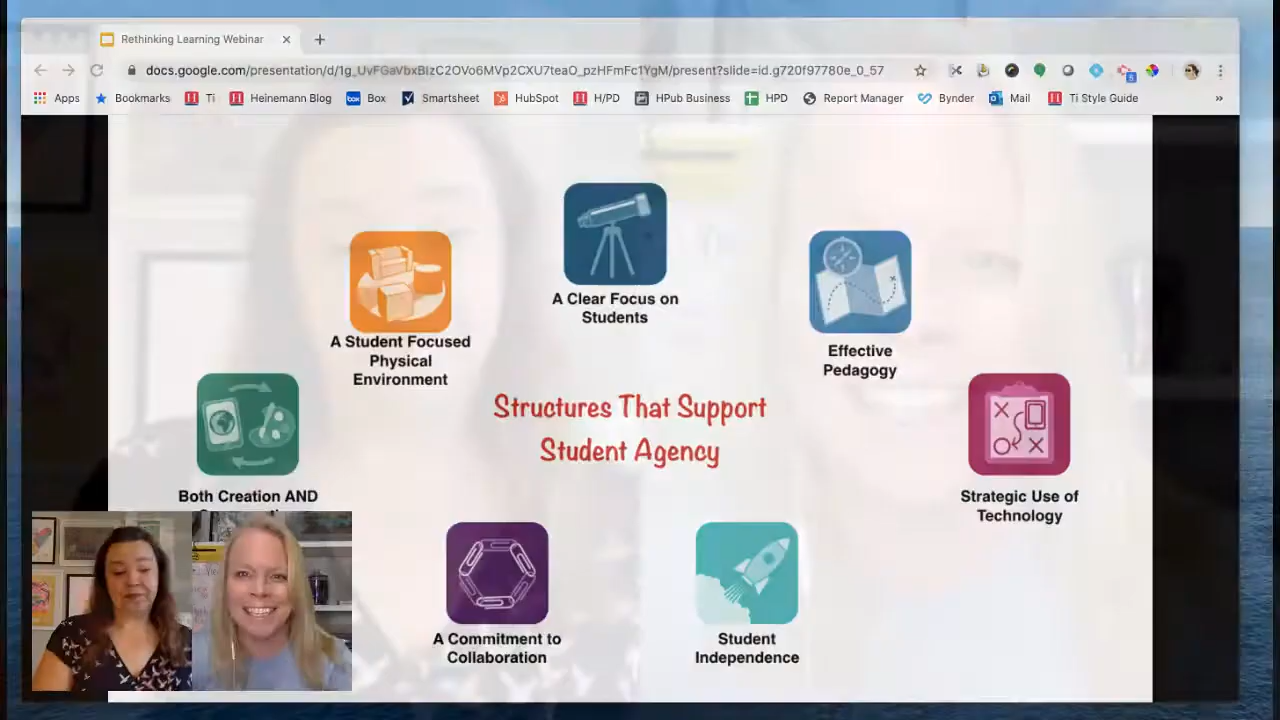 Rethinking Learning Webinar
docs.google.com/presentation/d/1g_UvFGaVbxBIzC2OVo6MVp2CXU7teaO_pzHFmFc1YgM/present?slide=id.g720f97780e_0_57
Apps Bookmarks Ti Heinemann Blog Box Smartsheet HubSpot H/PD HPub Business HPD Report Manager Bynder Mail Ti Style Guide »
A Clear Focus on
Students
A Student Focused
Physical
Environment
Effective
Pedagogy
Structures That Support
Student Agency
Both Creation AND
Strategic Use of
Technology
A Commitment to
Collaboration
Student
Independence